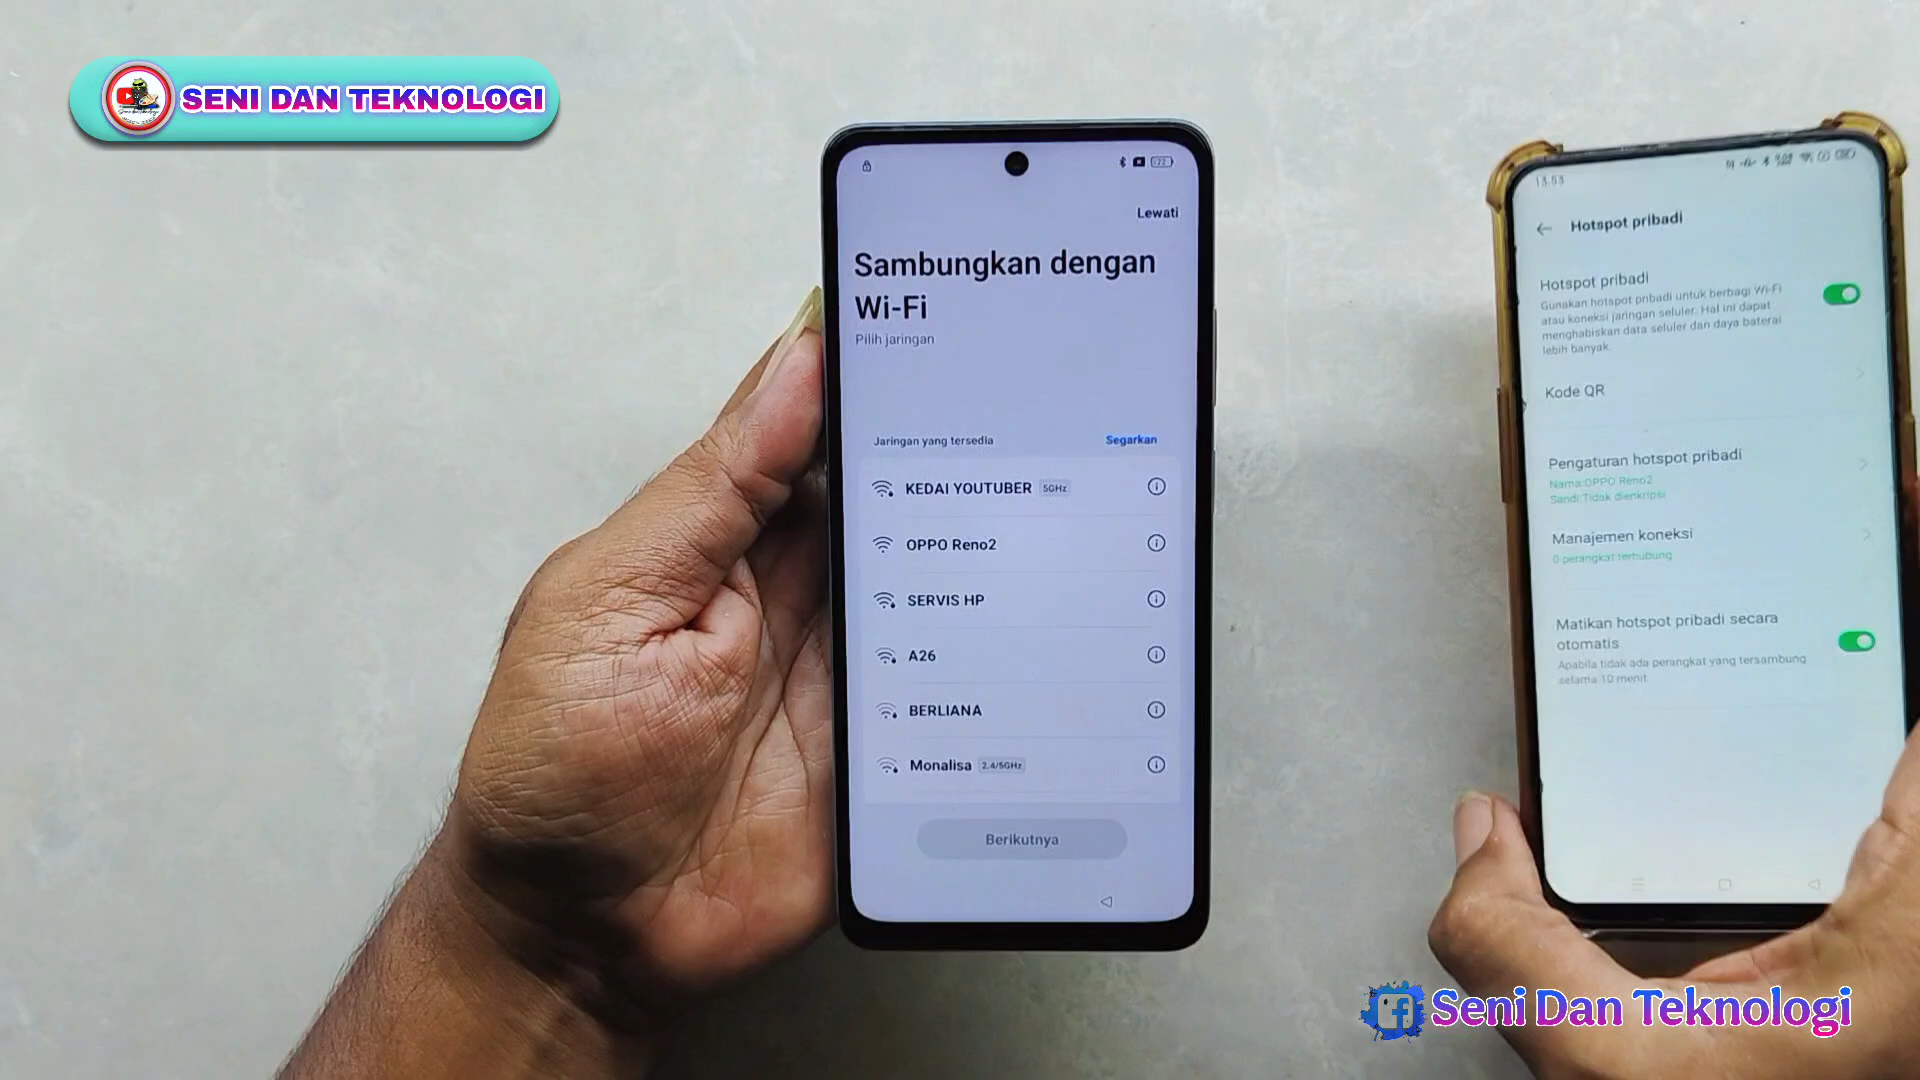 SENI DAN TEKNOLOGI
Lewati
Sambungkan dengan
Wi-Fi
Pilih jaringan
Jaringan yang tersedia
Segarkan
KEDAI YOUTUBER 5GHz
OPPO Reno2
SERVIS HP
A26
BERLIANA
Monalisa 2.4/5GHz
Berikutnya
13.53
Hotspot pribadi
Hotspot pribadi
Gunakan hotspot pribadi untuk berbagi Wi-Fi
atau koneksi jaringan seluler. Hal ini dapat
menghabiskan data seluler dan daya baterai
lebih banyak.
Kode QR
Pengaturan hotspot pribadi
Nama:OPPO Reno2
Sandi:Tidak dienkripsi
Manajemen koneksi
0 perangkat terhubung
Matikan hotspot pribadi secara
otomatis
Apabila tidak ada perangkat yang tersambung
selama 10 menit
Seni Dan Teknologi